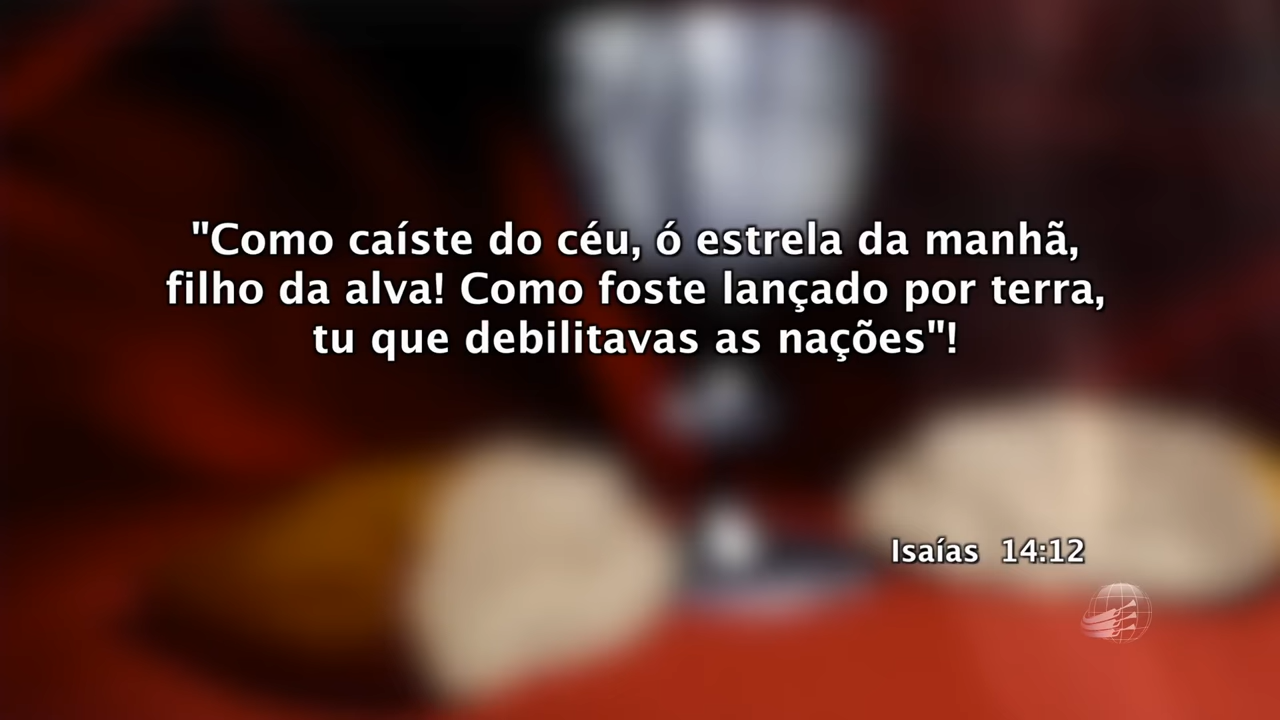 "Como caíste do céu, ó estrela da manhã,
filho da alva! Como foste lançado por terra,
tu que debilitavas as nações"!
Isaías 14:12